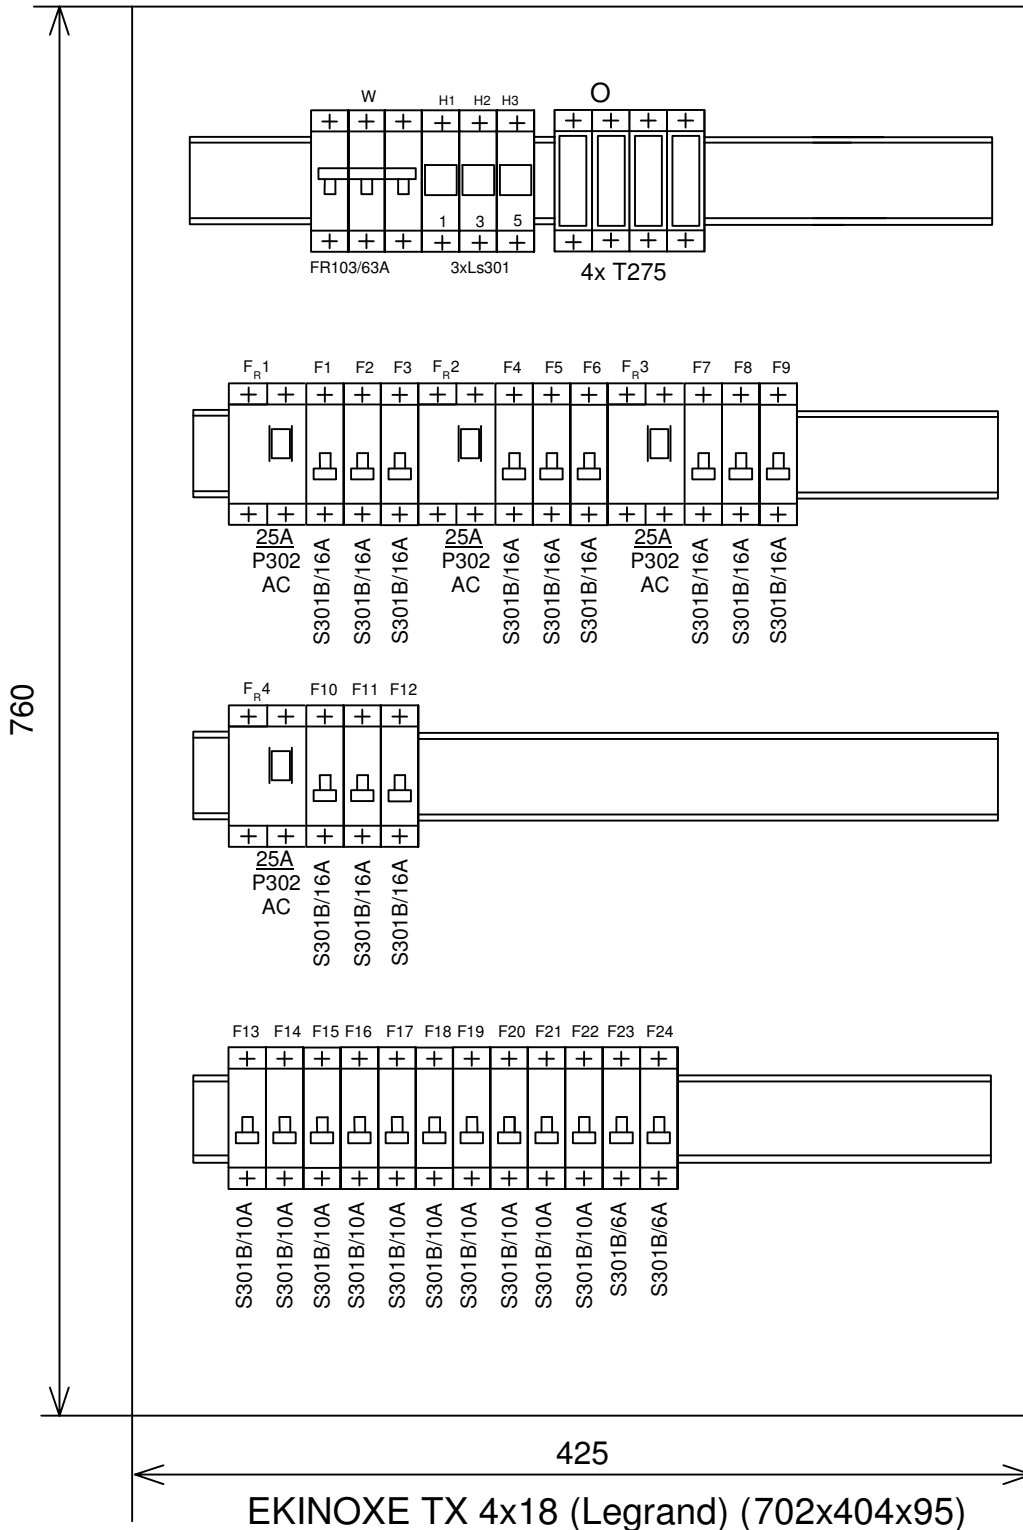 W H1 H2 H3 O
1 3 5
FR103/63A 3xLs301 4x T275
FR1 F1 F2 F3 FR2 F4 F5 F6 FR3 F7 F8 F9
25A 25A 25A
P302 P302 P302
AC AC AC
S301B/16A S301B/16A S301B/16A S301B/16A S301B/16A S301B/16A S301B/16A S301B/16A S301B/16A
760
FR4 F10 F11 F12
25A
P302
AC
S301B/16A S301B/16A S301B/16A
F13 F14 F15 F16 F17 F18 F19 F20 F21 F22 F23 F24
S301B/10A S301B/10A S301B/10A S301B/10A S301B/10A S301B/10A S301B/10A S301B/10A S301B/10A S301B/10A S301B/6A S301B/6A
425
EKINOXE TX 4x18 (Legrand) (702x404x95)